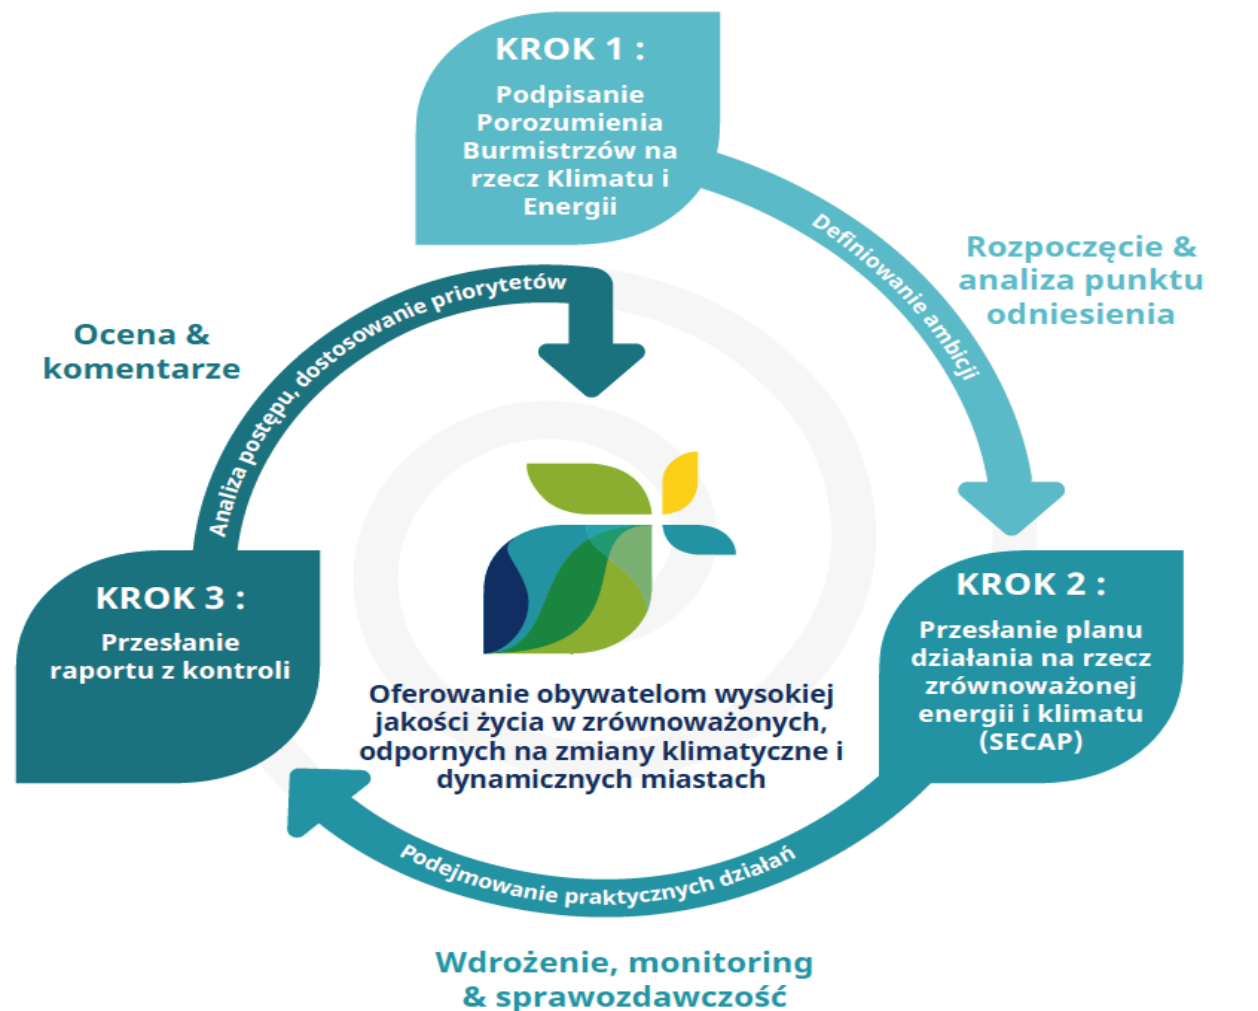 KROK 1 :
Podpisanie
Porozumienia
Burmistrzów na
rzecz Klimatu i
Energii
Definiowanie ambicji
Rozpoczęcie &
analiza punktu
odniesienia
KROK 2 :
Przesłanie planu
działania na rzecz
zrównoważonej
energii i klimatu
(SECAP)
Podejmowanie praktycznych działań
Wdrożenie, monitoring
& sprawozdawczość
KROK 3 :
Przesłanie
raportu z kontroli
Analiza postępu, dostosowanie priorytetów
Ocena &
komentarze
Oferowanie obywatelom wysokiej
jakości życia w zrównoważonych,
odpornych na zmiany klimatyczne i
dynamicznych miastach